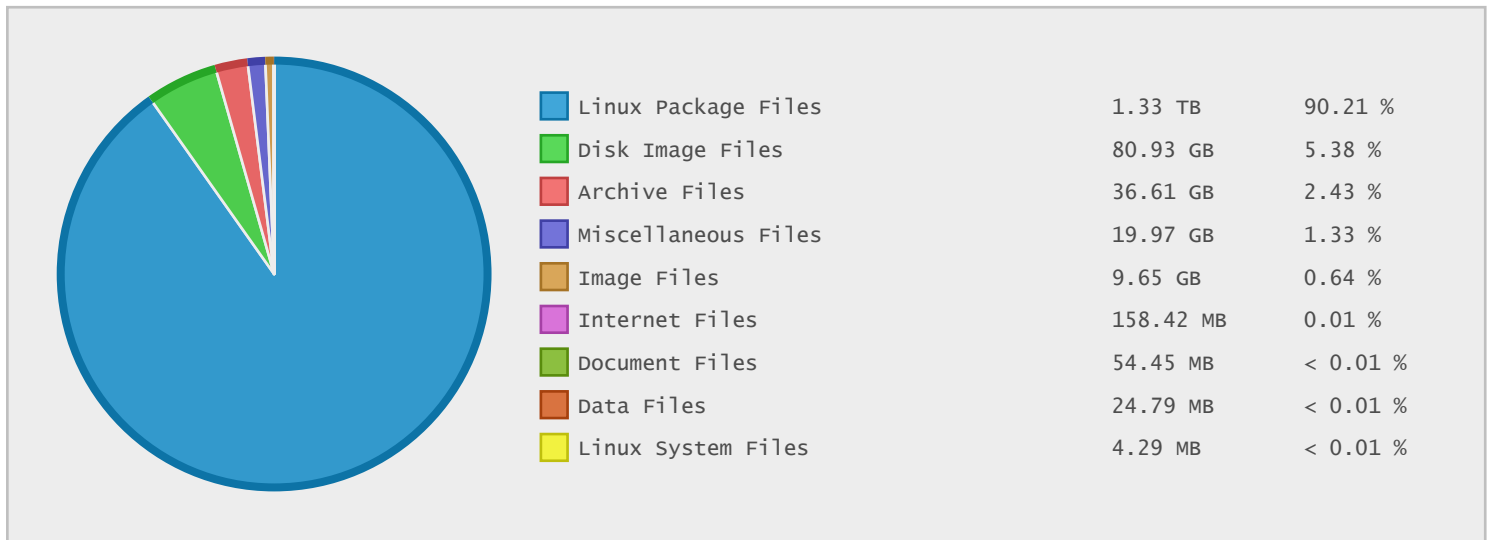 Linux Package Files 1.33 TB 90.21 %
Disk Image Files 80.93 GB 5.38 %
Archive Files 36.61 GB 2.43 %
Miscellaneous Files 19.97 GB 1.33 %
Image Files 9.65 GB 0.64 %
Internet Files 158.42 MB 0.01 %
Document Files 54.45 MB < 0.01 %
Data Files 24.79 MB < 0.01 %
Linux System Files 4.29 MB < 0.01 %